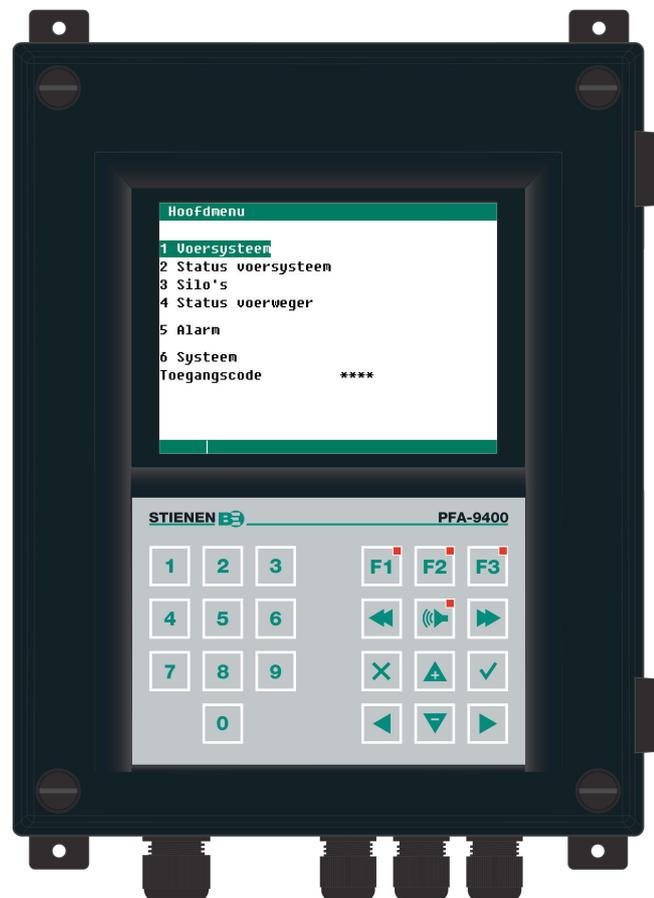 Hoofdmenu
1 Voersysteem
2 Status voersysteem
3 Silo's
4 Status voerweger
5 Alarm
6 Systeem
Toegangscode ****
STIENEN BE PFA-9400
1 2 3 F1 F2 F3
4 5 6
7 8 9
0